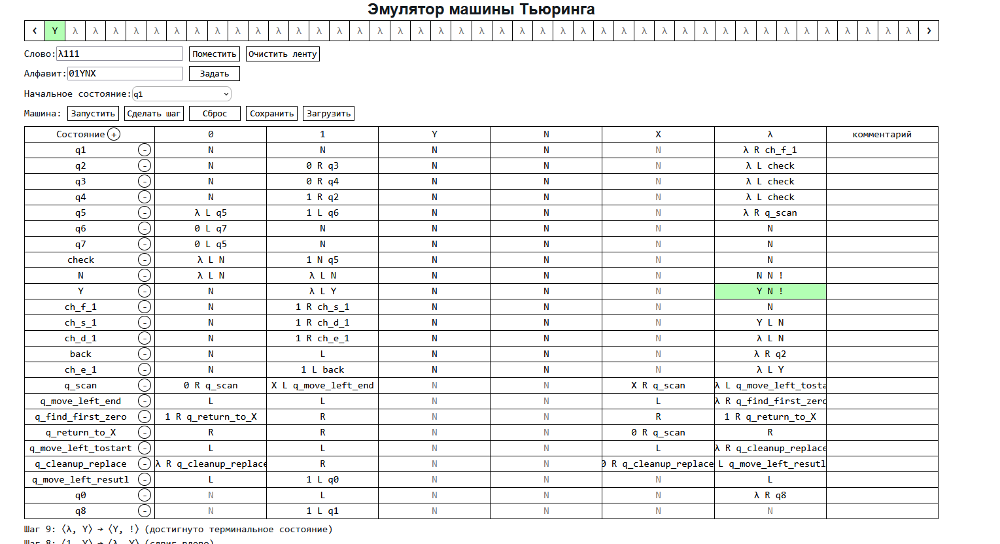 Эмулятор машины Тьюринга
< Y λ λ λ λ λ λ λ λ λ λ λ λ λ λ λ λ λ λ λ λ λ λ λ λ λ λ λ λ λ λ λ λ λ λ λ λ λ λ λ λ λ λ >
Слово: λ111 Поместить Очистить ленту
Алфавит: 01YNX Задать
Начальное состояние: q1
Машина: Запустить Сделать шаг Сброс Сохранить Загрузить
Состояние + 0 1 Y N X λ комментарий
q1 - N N N N N λ R ch_f_1
q2 - N 0 R q3 N N N λ L check
q3 - N 0 R q4 N N N λ L check
q4 - N 1 R q2 N N N λ L check
q5 - λ L q5 1 L q6 N N N λ R q_scan
q6 - 0 L q7 N N N N N
q7 - 0 L q5 N N N N N
check - λ L N 1 N q5 N N N N
N - λ L N λ L N N N N N N !
Y - N λ L Y N N N Y N !
ch_f_1 - N 1 R ch_s_1 N N N N
ch_s_1 - N 1 R ch_d_1 N N N Y L N
ch_d_1 - N 1 R ch_e_1 N N N λ L N
back - N L N N N λ R q2
ch_e_1 - N 1 L back N N N λ L Y
q_scan - 0 R q_scan X L q_move_left_end N N X R q_scan λ L q_move_left_tosta
q_move_left_end - L L N N L λ R q_find_first_zero
q_find_first_zero - 1 R q_return_to_X R N N R 1 R q_return_to_X
q_return_to_X - R R N N 0 R q_scan R
q_move_left_tostart - L L N N L λ R q_cleanup_replace
q_cleanup_replace - λ R q_cleanup_replace R N N 0 R q_cleanup_replace L q_move_left_resutl
q_move_left_resutl - L 1 L q0 N N N L
q0 - N L N N N λ R q8
q8 - N 1 L q1 N N N N
Шаг 9: ⟨λ, Y⟩ → ⟨Y, !⟩ (достигнуто терминальное состояние)
Шаг 8: ⟨1, Y⟩ → ⟨λ, Y⟩ (сдвиг влево)